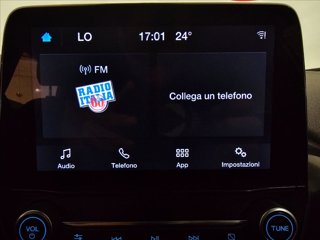 LO 17:01 24°
FM
RADIO
ITALIA
Collega un telefono
Audio Telefono App Impostazioni
VOL TUNE